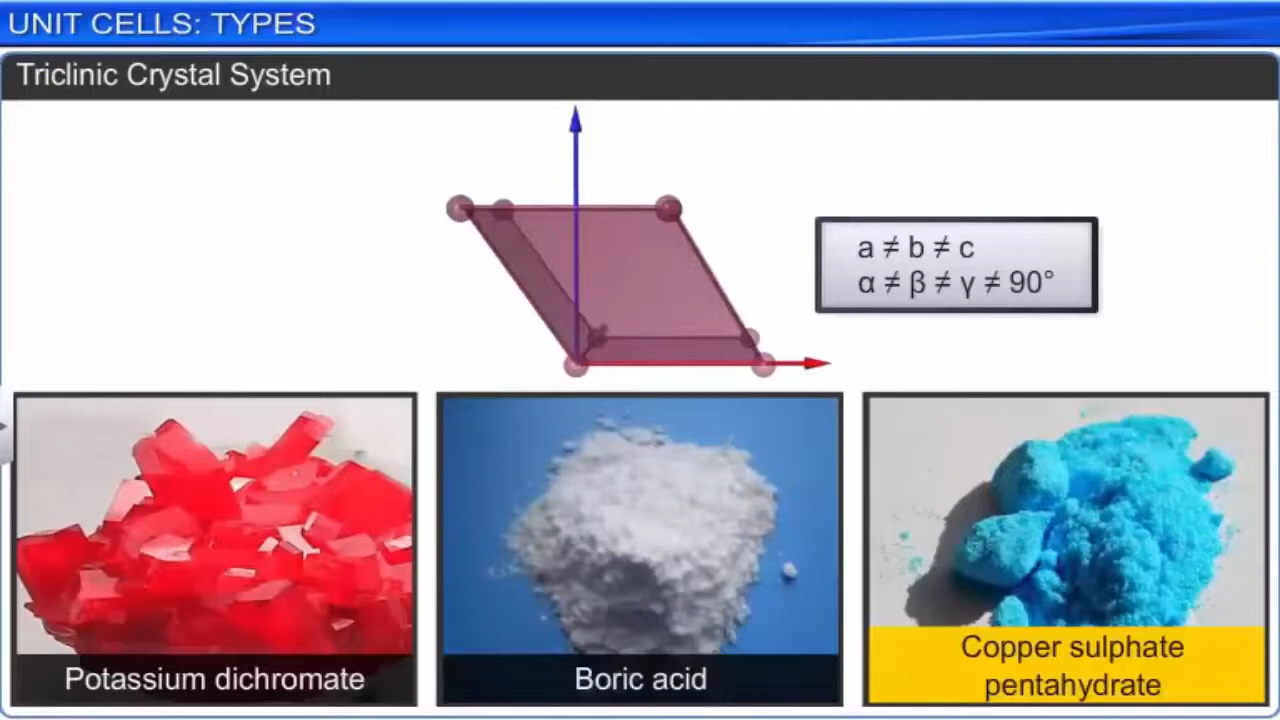 UNIT CELLS: TYPES
Triclinic Crystal System
a ≠ b ≠ c
α ≠ β ≠ γ ≠ 90°
Potassium dichromate
Boric acid
Copper sulphate
pentahydrate